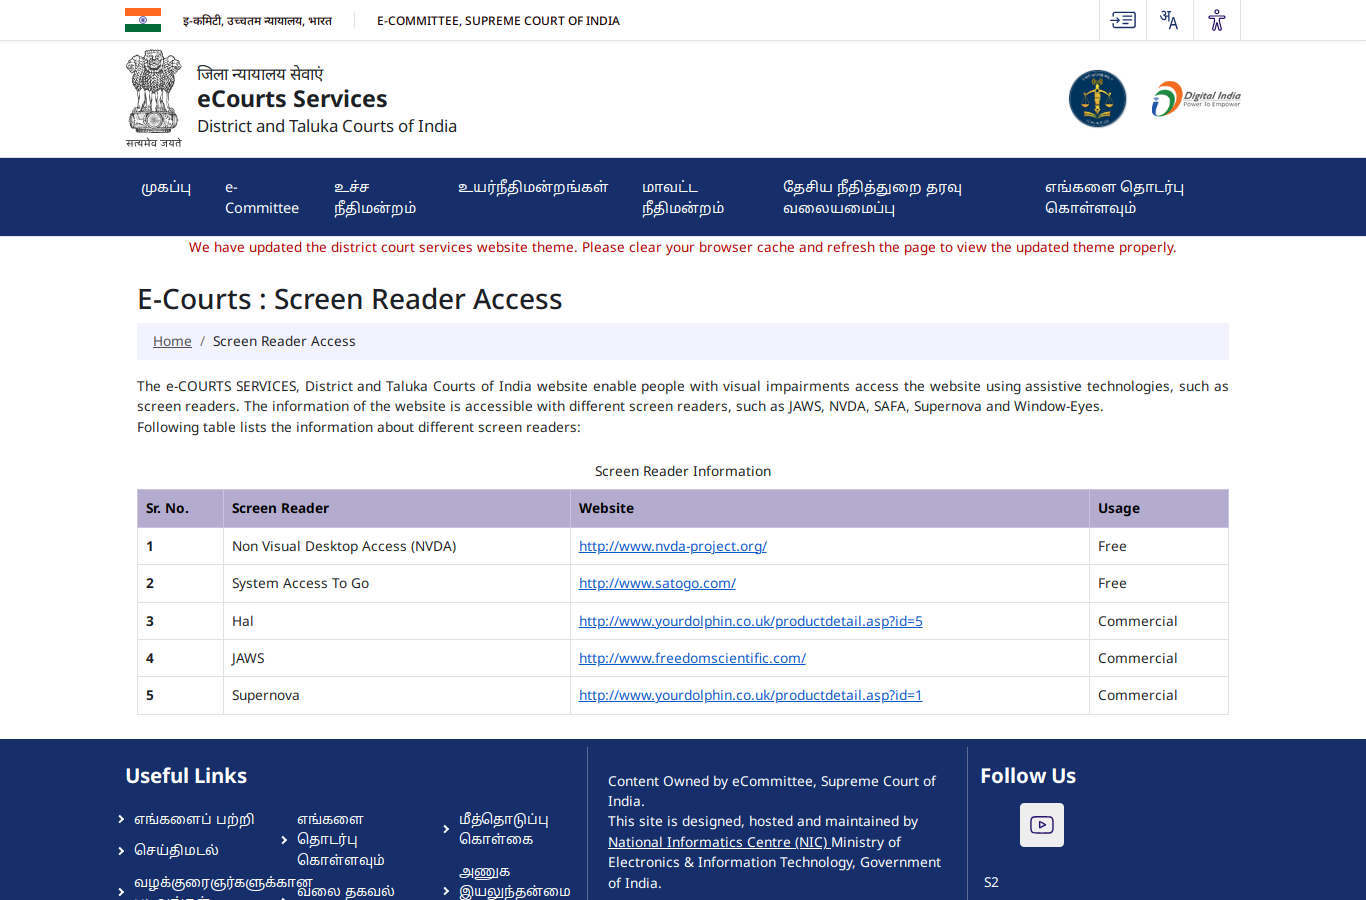 इ-कमिटी, उच्चतम न्यायालय, भारत
E-COMMITTEE, SUPREME COURT OF INDIA
अ A
सत्यमेव जयते
जिला न्यायालय सेवाएं
eCourts Services
District and Taluka Courts of India
Digital India
Power To Empower
முகப்பு
e-
Committee
உச்ச
நீதிமன்றம்
உயர்நீதிமன்றங்கள்
மாவட்ட
நீதிமன்றம்
தேசிய நீதித்துறை தரவு
வலையமைப்பு
எங்களை தொடர்பு
கொள்ளவும்
We have updated the district court services website theme. Please clear your browser cache and refresh the page to view the updated theme properly.
E-Courts : Screen Reader Access
Home / Screen Reader Access
The e-COURTS SERVICES, District and Taluka Courts of India website enable people with visual impairments access the website using assistive technologies, such as
screen readers. The information of the website is accessible with different screen readers, such as JAWS, NVDA, SAFA, Supernova and Window-Eyes.
Following table lists the information about different screen readers:
Screen Reader Information
Sr. No. Screen Reader Website Usage
1 Non Visual Desktop Access (NVDA) http://www.nvda-project.org/ Free
2 System Access To Go http://www.satogo.com/ Free
3 Hal http://www.yourdolphin.co.uk/productdetail.asp?id=5 Commercial
4 JAWS http://www.freedomscientific.com/ Commercial
5 Supernova http://www.yourdolphin.co.uk/productdetail.asp?id=1 Commercial
Useful Links
எங்களைப் பற்றி
செய்திமடல்
வழக்குரைஞர்களுக்கான
எங்களை
தொடர்பு
கொள்ளவும்
வலை தகவல்
மீத்தொடுப்பு
கொள்கை
அணுக
இயலுந்தன்மை
Content Owned by eCommittee, Supreme Court of
India.
This site is designed, hosted and maintained by
National Informatics Centre (NIC) Ministry of
Electronics & Information Technology, Government
of India.
Follow Us
S2